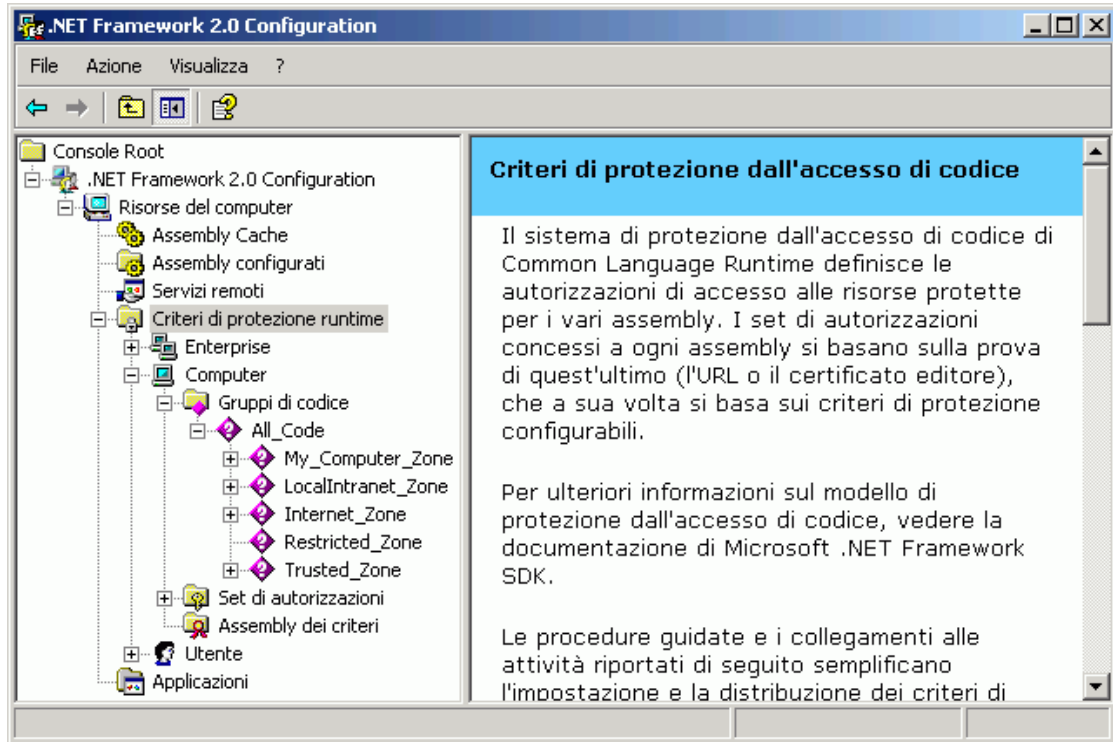 .NET Framework 2.0 Configuration
File Azione Visualizza ?
Console Root
.NET Framework 2.0 Configuration
Risorse del computer
Assembly Cache
Assembly configurati
Servizi remoti
Criteri di protezione runtime
Enterprise
Computer
Gruppi di codice
All_Code
My_Computer_Zone
LocalIntranet_Zone
Internet_Zone
Restricted_Zone
Trusted_Zone
Set di autorizzazioni
Assembly dei criteri
Utente
Applicazioni
Criteri di protezione dall'accesso di codice
Il sistema di protezione dall'accesso di codice di
Common Language Runtime definisce le
autorizzazioni di accesso alle risorse protette
per i vari assembly. I set di autorizzazioni
concessi a ogni assembly si basano sulla prova
di quest'ultimo (l'URL o il certificato editore),
che a sua volta si basa sui criteri di protezione
configurabili.
Per ulteriori informazioni sul modello di
protezione dall'accesso di codice, vedere la
documentazione di Microsoft .NET Framework
SDK.
Le procedure guidate e i collegamenti alle
attività riportati di seguito semplificano
l'impostazione e la distribuzione dei criteri di